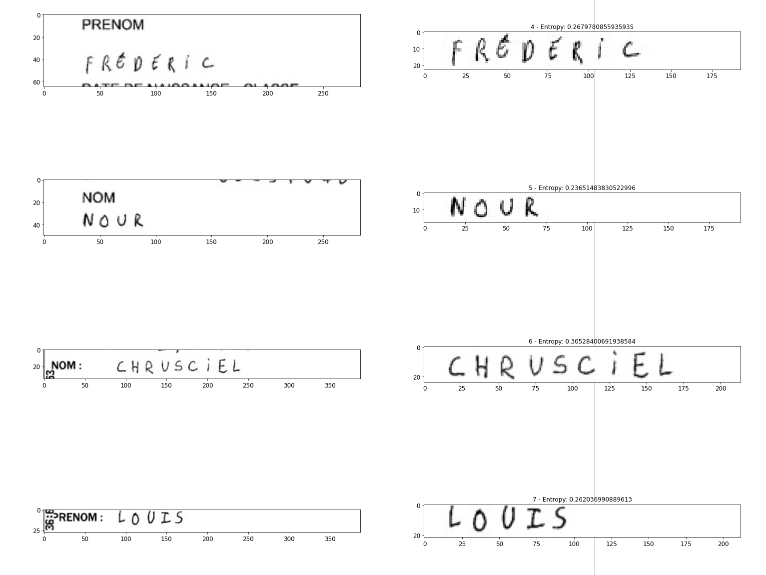 PRENOM
FRÉDERIC
0 20 40 60
0 50 100 150 200 250
4 - Entropy: 0.2679780855935935
FRÉDERIC
0 10 20
0 25 50 75 100 125 150 175
NOM
NOUR
0 20 40
0 50 100 150 200 250
5 - Entropy: 0.23651483830522996
NOUR
0 10
0 25 50 75 100 125 150 175
NOM :
CHRUSCiEL
0 20
0 50 100 150 200 250 300 350
6 - Entropy: 0.30528400691938584
CHRUSCiEL
0 20
0 25 50 75 100 125 150 175 200
PRENOM :
LOUIS
0 25
0 50 100 150 200 250 300 350
7 - Entropy: 0.262036990889613
LOUIS
0 20
0 25 50 75 100 125 150 175 200